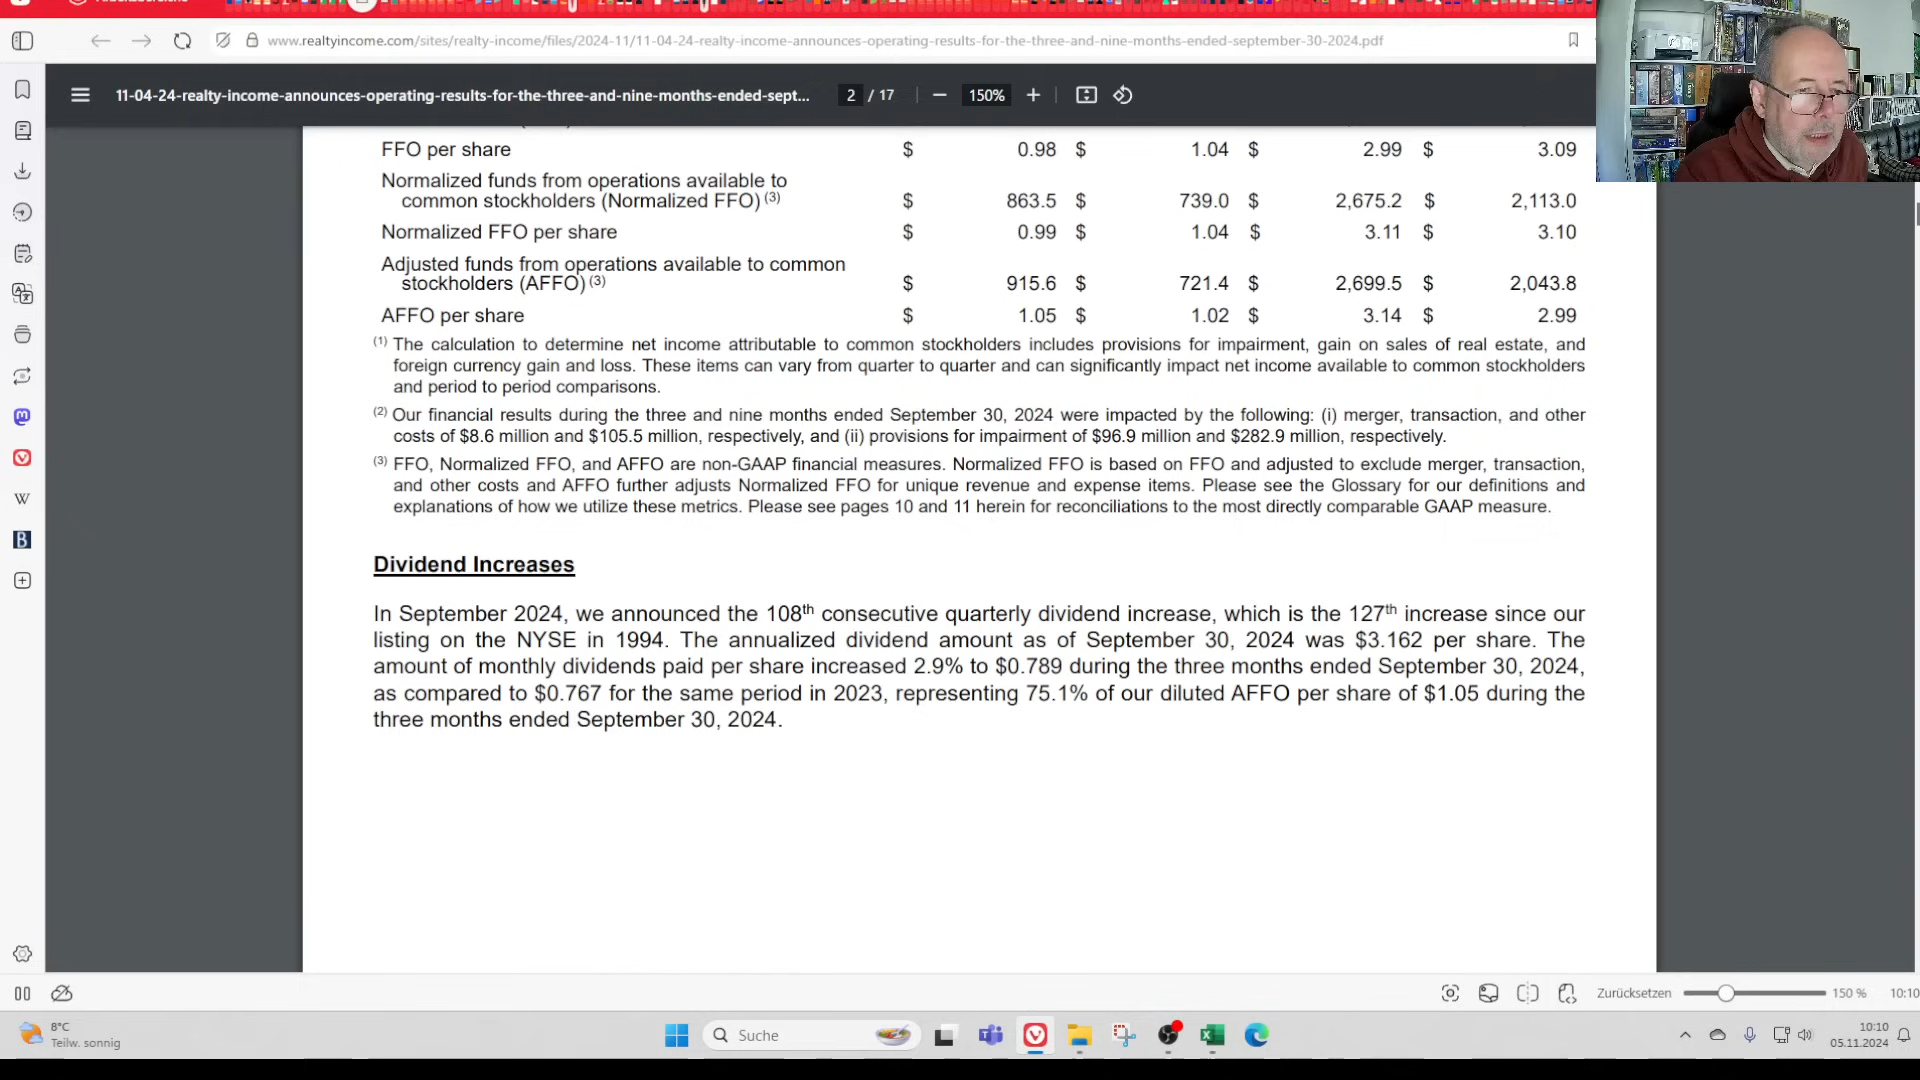 www.realtyincome.com/sites/realty-income/files/2024-11/11-04-24-realty-income-announces-operating-results-for-the-three-and-nine-months-ended-september-30-2024.pdf
11-04-24-realty-income-announces-operating-results-for-the-three-and-nine-months-ended-sept... 2 / 17 150%
FFO per share $ 0.98 $ 1.04 $ 2.99 $ 3.09
Normalized funds from operations available to
common stockholders (Normalized FFO) (3) $ 863.5 $ 739.0 $ 2,675.2 $ 2,113.0
Normalized FFO per share $ 0.99 $ 1.04 $ 3.11 $ 3.10
Adjusted funds from operations available to common
stockholders (AFFO) (3) $ 915.6 $ 721.4 $ 2,699.5 $ 2,043.8
AFFO per share $ 1.05 $ 1.02 $ 3.14 $ 2.99
(1) The calculation to determine net income attributable to common stockholders includes provisions for impairment, gain on sales of real estate, and
foreign currency gain and loss. These items can vary from quarter to quarter and can significantly impact net income available to common stockholders
and period to period comparisons.
(2) Our financial results during the three and nine months ended September 30, 2024 were impacted by the following: (i) merger, transaction, and other
costs of $8.6 million and $105.5 million, respectively, and (ii) provisions for impairment of $96.9 million and $282.9 million, respectively.
(3) FFO, Normalized FFO, and AFFO are non-GAAP financial measures. Normalized FFO is based on FFO and adjusted to exclude merger, transaction,
and other costs and AFFO further adjusts Normalized FFO for unique revenue and expense items. Please see the Glossary for our definitions and
explanations of how we utilize these metrics. Please see pages 10 and 11 herein for reconciliations to the most directly comparable GAAP measure.
Dividend Increases
In September 2024, we announced the 108th consecutive quarterly dividend increase, which is the 127th increase since our
listing on the NYSE in 1994. The annualized dividend amount as of September 30, 2024 was $3.162 per share. The
amount of monthly dividends paid per share increased 2.9% to $0.789 during the three months ended September 30, 2024,
as compared to $0.767 for the same period in 2023, representing 75.1% of our diluted AFFO per share of $1.05 during the
three months ended September 30, 2024.
Zurücksetzen 150 % 10:10
8°C
Teilw. sonnig
Suche
10:10
05.11.2024